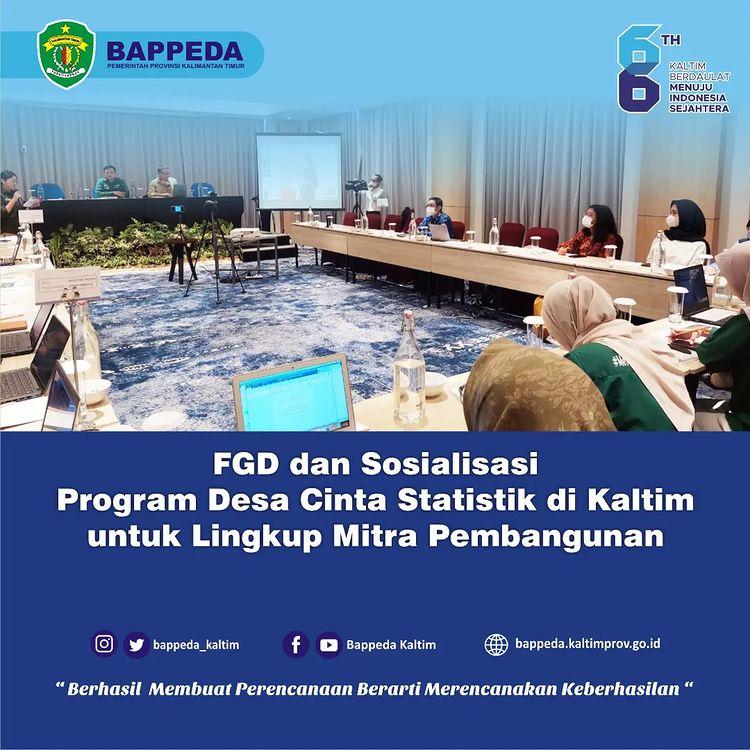 BAPPEDA
PEMERINTAH PROVINSI KALIMANTAN TIMUR
66TH
KALTIM
BERDAULAT
MENUJU
INDONESIA
SEJAHTERA
FGD dan Sosialisasi
Program Desa Cinta Statistik di Kaltim
untuk Lingkup Mitra Pembangunan
bappeda_kaltim
Bappeda Kaltim
bappeda.kaltimprov.go.id
“ Berhasil Membuat Perencanaan Berarti Merencanakan Keberhasilan “